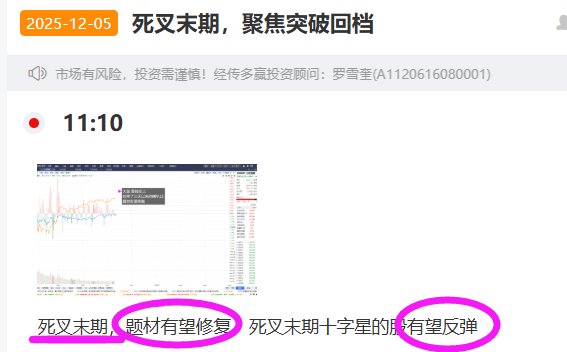 2025-12-05 死叉末期，聚焦突破回档
市场有风险，投资需谨慎！经传多赢投资顾问：罗雪奎(A1120616080001)
11:10
死叉末期，题材有望修复，死叉末期十字星的股有望反弹